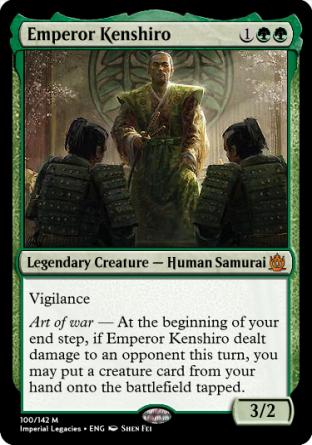 Emperor Kenshiro 1
Legendary Creature — Human Samurai
Vigilance
Art of war — At the beginning of your
end step, if Emperor Kenshiro dealt
damage to an opponent this turn, you
may put a creature card from your
hand onto the battlefield tapped.
3/2
100/142 M
Imperial Legacies • ENG Shen Fei